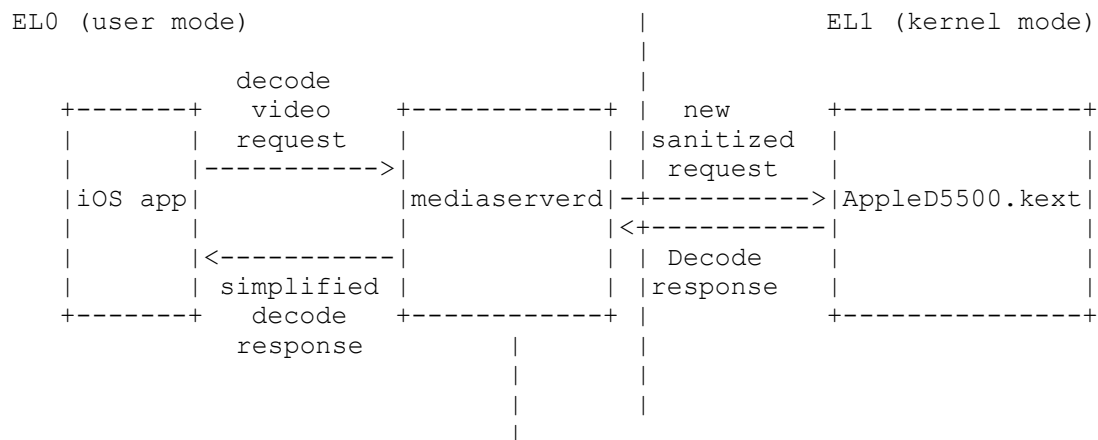 EL0 (user mode) | EL1 (kernel mode)
|
decode |
+-------+ video +------------+ | new +---------------+
| | request | | |sanitized | |
| |----------->| | | request | |
|iOS app| |mediaserverd|-+---------->|AppleD5500.kext|
| | | |<+-----------| |
| |<-----------| | | Decode | |
| | simplified | | |response | |
+-------+ decode +------------+ | +---------------+
response | |
| |
| |
|